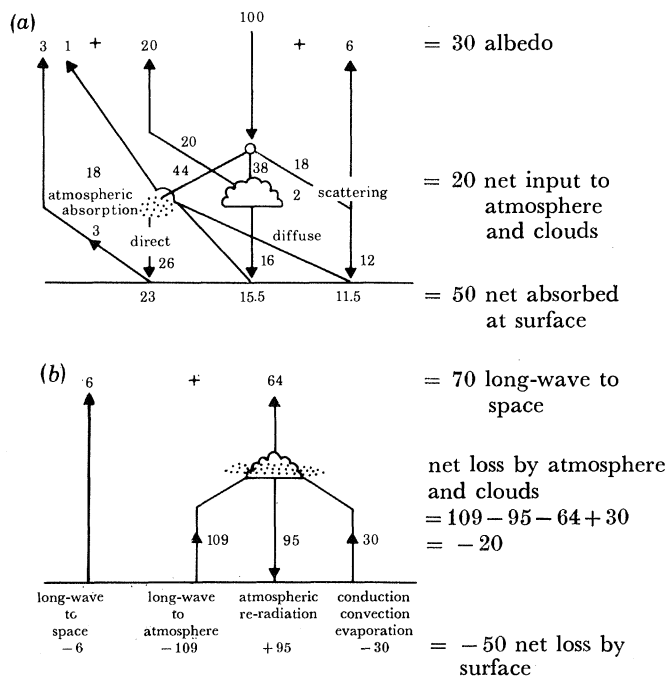 (a)
100
3 1 + 20 + 6 = 30 albedo
20
18 44 38 18
atmospheric absorption
2
scattering
= 20 net input to
atmosphere
and clouds
3
direct
diffuse
26 16 12
23 15.5 11.5
= 50 net absorbed
at surface
(b)
6 + 64 = 70 long-wave to
space
net loss by atmosphere
and clouds
= 109 − 95 − 64 + 30
= − 20
109 95 30
long-wave to space −6
long-wave to atmosphere −109
atmospheric re-radiation +95
conduction convection evaporation −30
= − 50 net loss by
surface